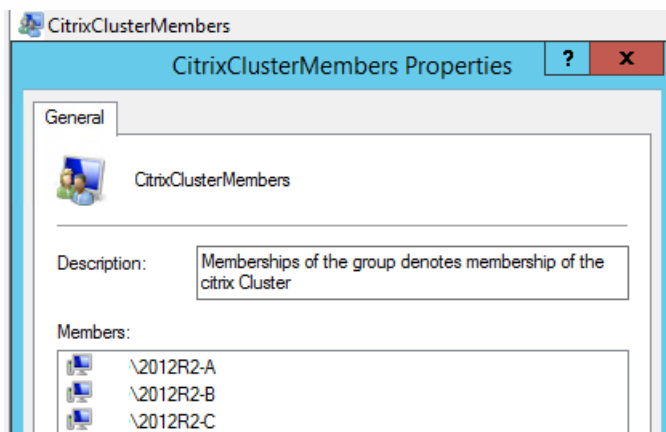 CitrixClusterMembers
CitrixClusterMembers Properties
? x
General
CitrixClusterMembers
Description:
Memberships of the group denotes membership of the
citrix Cluster
Members:
\2012R2-A
\2012R2-B
\2012R2-C